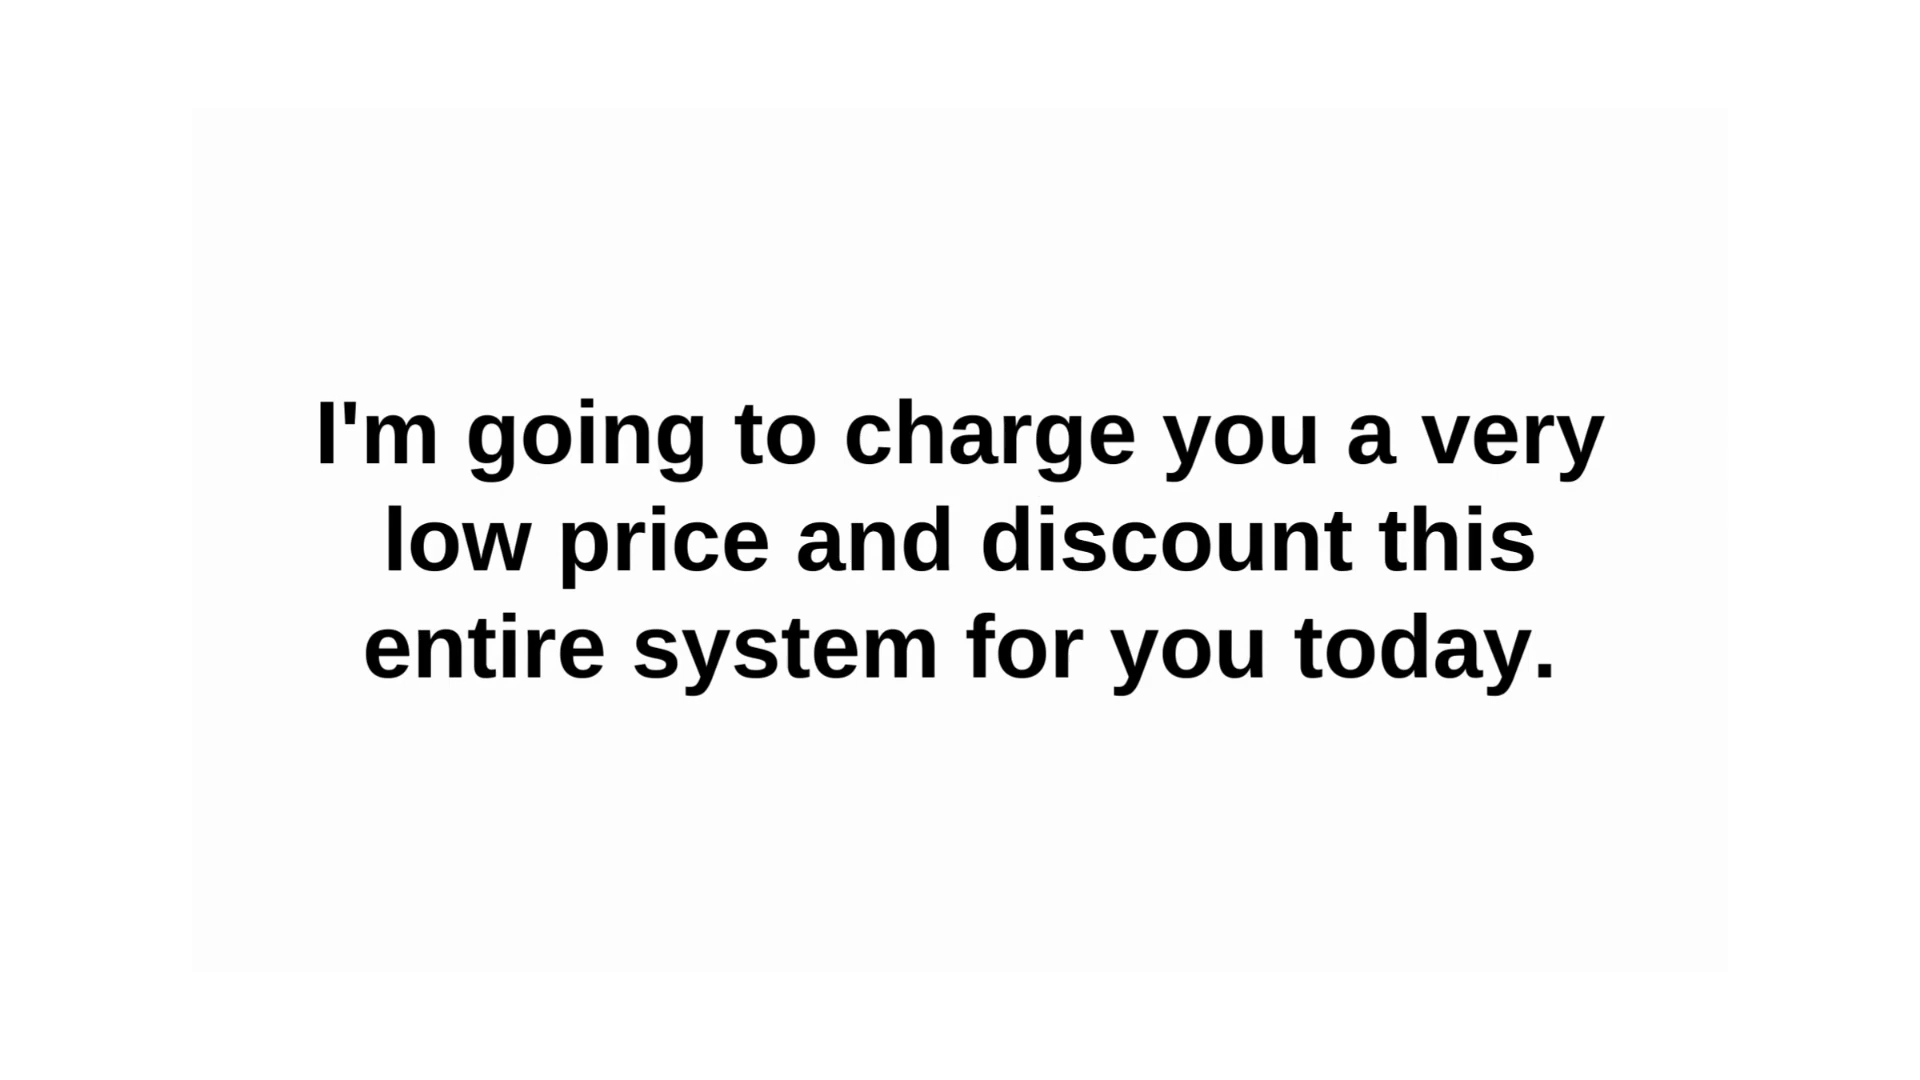 I'm going to charge you a very
low price and discount this
entire system for you today.